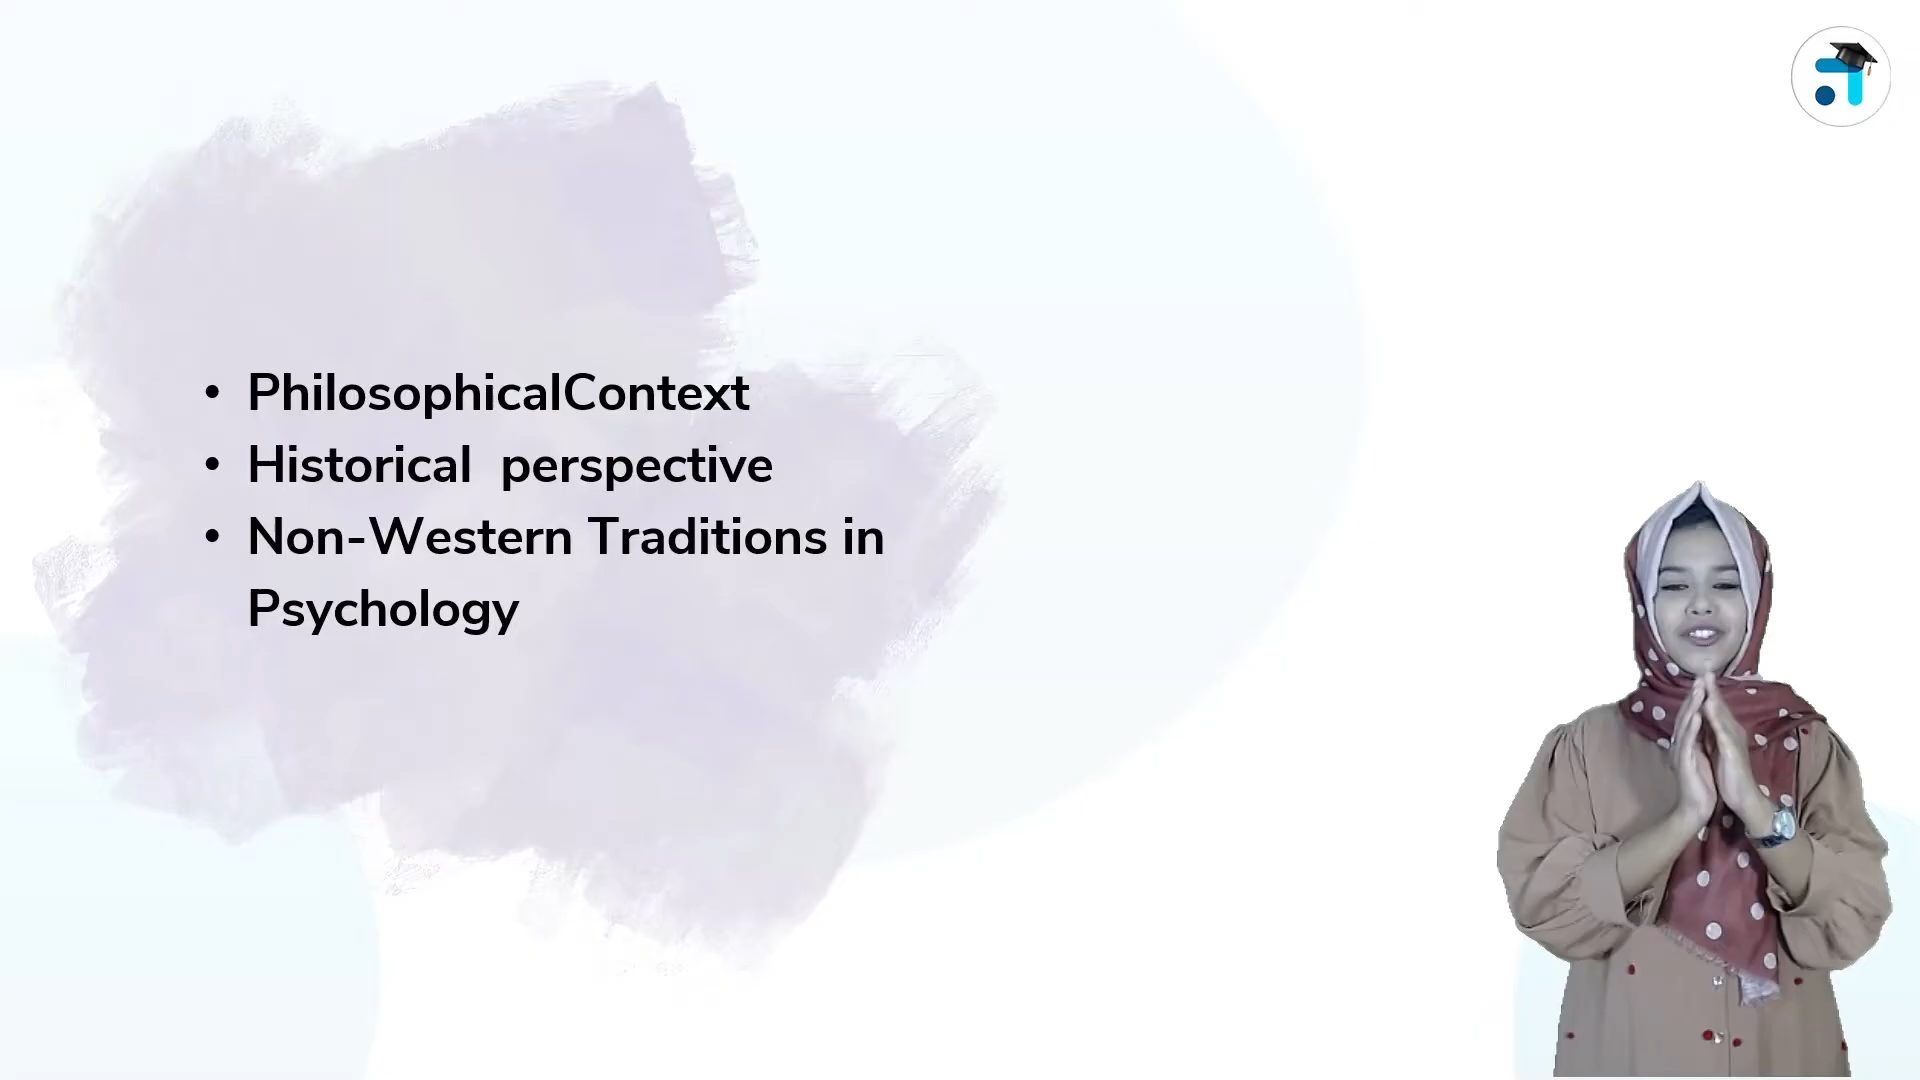 • PhilosophicalContext
• Historical  perspective
• Non-Western Traditions in
Psychology